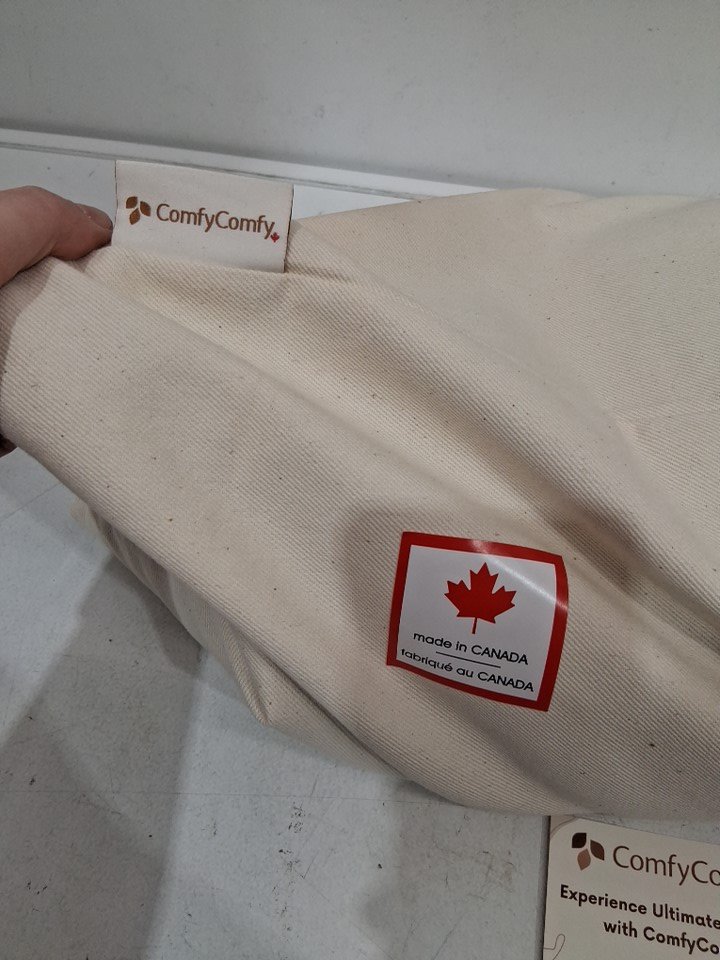 ComfyComfy
made in CANADA
fabriqué au CANADA
ComfyCo
Experience Ultimate
with ComfyCo